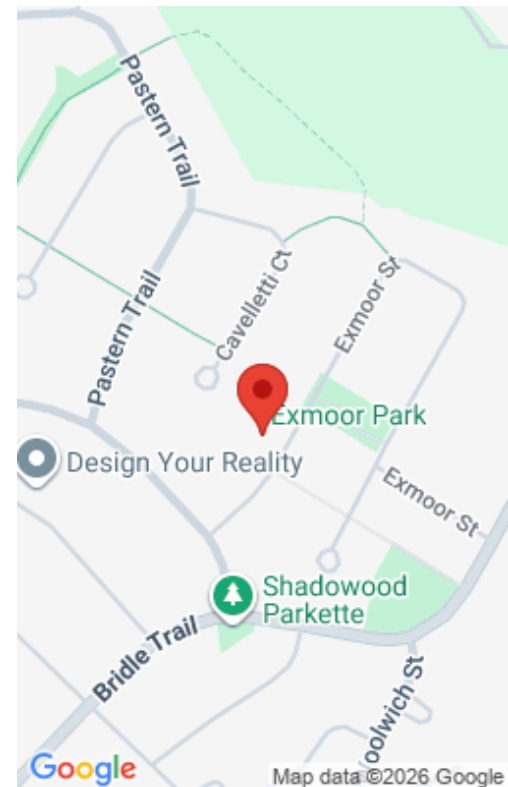 Pastern Trail
Cavelletti Ct
Exmoor St
Pastern Trail
Exmoor Park
Design Your Reality
Exmoor St
Shadowood
Parkette
Bridle Trail
oolwich St
Google
Map data ©2026 Google